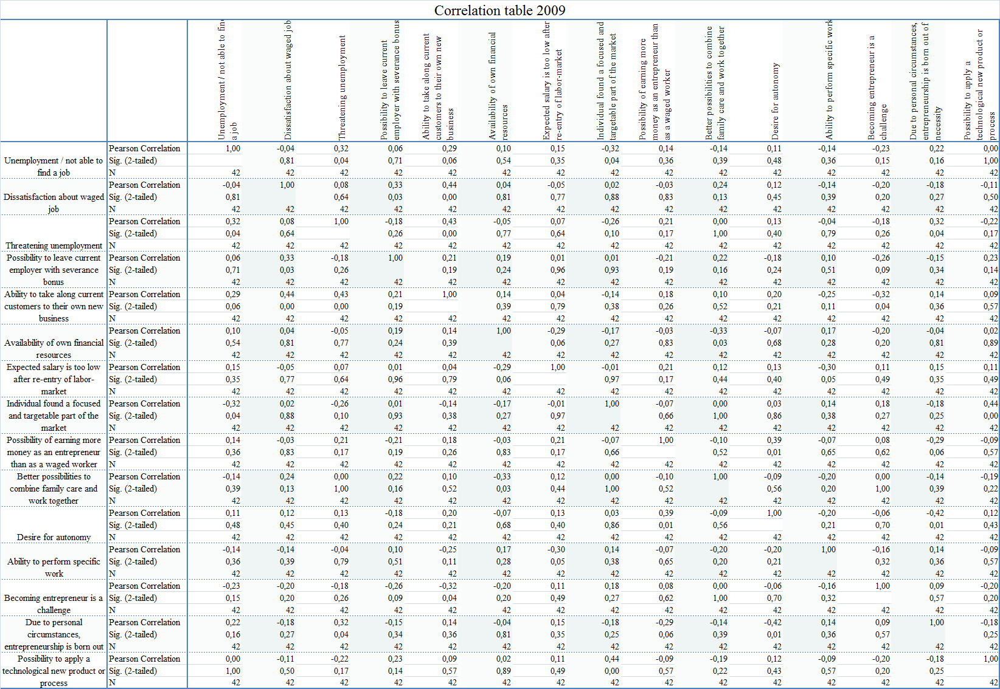 Correlation table 2009
Unemployment / not able to fin
a job
Dissatisfaction about waged job
Threatening unemployment
Possibility to leave current
employer with severance bonus
Ability to take along current
customers to their own new
business
Availability of own financial
resources
Expected salary is too low after
re-entry of labor-market
Individual found a focused and
targetable part of the market
Possibility of earning more
money as an entrepreneur than
as a waged worker
Better possibilities to combine
family care and work together
Desire for autonomy
Ability to perform specific work
Becoming entrepreneur is a
challenge
Due to personal circumstances,
entrepreneurship is born out of
necessity
Possibility to apply a
technological new product or
process
Pearson Correlation 1,00 -0,04 0,32 0,06 0,29 0,10 0,15 -0,32 0,14 -0,14 0,11 -0,14 -0,23 0,22 0,00
Unemployment / not able to Sig. (2-tailed) 0,81 0,04 0,71 0,06 0,54 0,35 0,04 0,36 0,39 0,48 0,36 0,15 0,16 1,00
find a job N 42 42 42 42 42 42 42 42 42 42 42 42 42 42 42
Pearson Correlation -0,04 1,00 0,08 0,33 0,44 0,04 -0,05 0,02 -0,03 0,24 0,12 -0,14 -0,20 -0,18 -0,11
Dissatisfaction about waged Sig. (2-tailed) 0,81 0,64 0,03 0,00 0,81 0,77 0,88 0,83 0,13 0,45 0,39 0,20 0,27 0,50
job N 42 42 42 42 42 42 42 42 42 42 42 42 42 42 42
Pearson Correlation 0,32 0,08 1,00 -0,18 0,43 -0,05 0,07 -0,26 0,21 0,00 0,13 -0,04 -0,18 0,32 -0,22
Sig. (2-tailed) 0,04 0,64 0,26 0,00 0,77 0,64 0,10 0,17 1,00 0,40 0,79 0,26 0,04 0,17
Threatening unemployment N 42 42 42 42 42 42 42 42 42 42 42 42 42 42 42
Possibility to leave current Pearson Correlation 0,06 0,33 -0,18 1,00 0,21 0,19 0,01 0,01 -0,21 0,22 -0,18 0,10 -0,26 -0,15 0,23
employer with severance Sig. (2-tailed) 0,71 0,03 0,26 0,19 0,24 0,96 0,93 0,19 0,16 0,24 0,51 0,09 0,34 0,14
bonus N 42 42 42 42 42 42 42 42 42 42 42 42 42 42 42
Ability to take along current Pearson Correlation 0,29 0,44 0,43 0,21 1,00 0,14 0,04 -0,14 0,18 0,10 0,20 -0,25 -0,32 0,14 0,09
customers to their own new Sig. (2-tailed) 0,06 0,00 0,00 0,19 0,39 0,79 0,38 0,26 0,52 0,21 0,11 0,04 0,36 0,57
business N 42 42 42 42 42 42 42 42 42 42 42 42 42 42 42
Pearson Correlation 0,10 0,04 -0,05 0,19 0,14 1,00 -0,29 -0,17 -0,03 -0,33 -0,07 0,17 -0,20 -0,04 0,02
Availability of own financial Sig. (2-tailed) 0,54 0,81 0,77 0,24 0,39 0,06 0,27 0,83 0,03 0,68 0,28 0,20 0,81 0,89
resources N 42 42 42 42 42 42 42 42 42 42 42 42 42 42 42
Expected salary is too low Pearson Correlation 0,15 -0,05 0,07 0,01 0,04 -0,29 1,00 -0,01 0,21 0,12 0,13 -0,30 0,11 0,15 0,11
after re-entry of labor- Sig. (2-tailed) 0,35 0,77 0,64 0,96 0,79 0,06 0,97 0,17 0,44 0,40 0,05 0,49 0,35 0,49
market N 42 42 42 42 42 42 42 42 42 42 42 42 42 42 42
Individual found a focused Pearson Correlation -0,32 0,02 -0,26 0,01 -0,14 -0,17 -0,01 1,00 -0,07 0,00 0,03 0,14 0,18 -0,18 0,44
and targetable part of the Sig. (2-tailed) 0,04 0,88 0,10 0,93 0,38 0,27 0,97 0,66 1,00 0,86 0,38 0,27 0,25 0,00
market N 42 42 42 42 42 42 42 42 42 42 42 42 42 42 42
Possibility of earning more Pearson Correlation 0,14 -0,03 0,21 -0,21 0,18 -0,03 0,21 -0,07 1,00 -0,10 0,39 -0,07 0,08 -0,29 -0,09
money as an entrepreneur Sig. (2-tailed) 0,36 0,83 0,17 0,19 0,26 0,83 0,17 0,66 0,52 0,01 0,65 0,62 0,06 0,57
than as a waged worker N 42 42 42 42 42 42 42 42 42 42 42 42 42 42 42
Better possibilities to Pearson Correlation -0,14 0,24 0,00 0,22 0,10 -0,33 0,12 0,00 -0,10 1,00 -0,09 -0,20 0,00 -0,14 -0,19
combine family care and Sig. (2-tailed) 0,39 0,13 1,00 0,16 0,52 0,03 0,44 1,00 0,52 0,56 0,20 1,00 0,39 0,22
work together N 42 42 42 42 42 42 42 42 42 42 42 42 42 42 42
Pearson Correlation 0,11 0,12 0,13 -0,18 0,20 -0,07 0,13 0,03 0,39 -0,09 1,00 -0,20 -0,06 -0,42 0,12
Sig. (2-tailed) 0,48 0,45 0,40 0,24 0,21 0,68 0,40 0,86 0,01 0,56 0,21 0,70 0,01 0,43
Desire for autonomy N 42 42 42 42 42 42 42 42 42 42 42 42 42 42 42
Pearson Correlation -0,14 -0,14 -0,04 0,10 -0,25 0,17 -0,30 0,14 -0,07 -0,20 -0,20 1,00 -0,16 0,14 -0,09
Ability to perform specific Sig. (2-tailed) 0,36 0,39 0,79 0,51 0,11 0,28 0,05 0,38 0,65 0,20 0,21 0,32 0,36 0,57
work N 42 42 42 42 42 42 42 42 42 42 42 42 42 42 42
Pearson Correlation -0,23 -0,20 -0,18 -0,26 -0,32 -0,20 0,11 0,18 0,08 0,00 -0,06 -0,16 1,00 0,09 -0,20
Becoming entrepreneur is a Sig. (2-tailed) 0,15 0,20 0,26 0,09 0,04 0,20 0,49 0,27 0,62 1,00 0,70 0,32 0,57 0,20
challenge N 42 42 42 42 42 42 42 42 42 42 42 42 42 42 42
Due to personal Pearson Correlation 0,22 -0,18 0,32 -0,15 0,14 -0,04 0,15 -0,18 -0,29 -0,14 -0,42 0,14 0,09 1,00 -0,18
circumstances, Sig. (2-tailed) 0,16 0,27 0,04 0,34 0,36 0,81 0,35 0,25 0,06 0,39 0,01 0,36 0,57 0,25
entrepreneurship is born out N 42 42 42 42 42 42 42 42 42 42 42 42 42 42 42
Possibility to apply a Pearson Correlation 0,00 -0,11 -0,22 0,23 0,09 0,02 0,11 0,44 -0,09 -0,19 0,12 -0,09 -0,20 -0,18 1,00
technological new product or Sig. (2-tailed) 1,00 0,50 0,17 0,14 0,57 0,89 0,49 0,00 0,57 0,22 0,43 0,57 0,20 0,25
process N 42 42 42 42 42 42 42 42 42 42 42 42 42 42 42